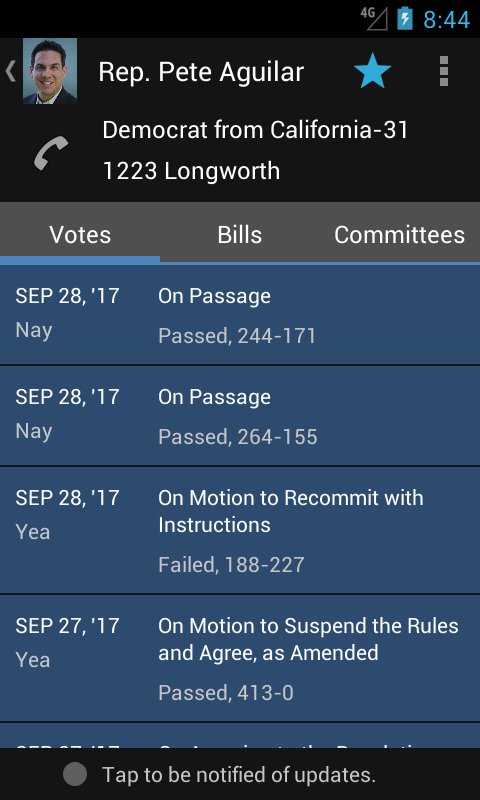 4G 8:44
Rep. Pete Aguilar
Democrat from California-31
1223 Longworth
Votes Bills Committees
SEP 28, '17 On Passage
Nay Passed, 244-171
SEP 28, '17 On Passage
Nay Passed, 264-155
SEP 28, '17 On Motion to Recommit with
Instructions
Yea
Failed, 188-227
SEP 27, '17 On Motion to Suspend the Rules
and Agree, as Amended
Yea
Passed, 413-0
Tap to be notified of updates.